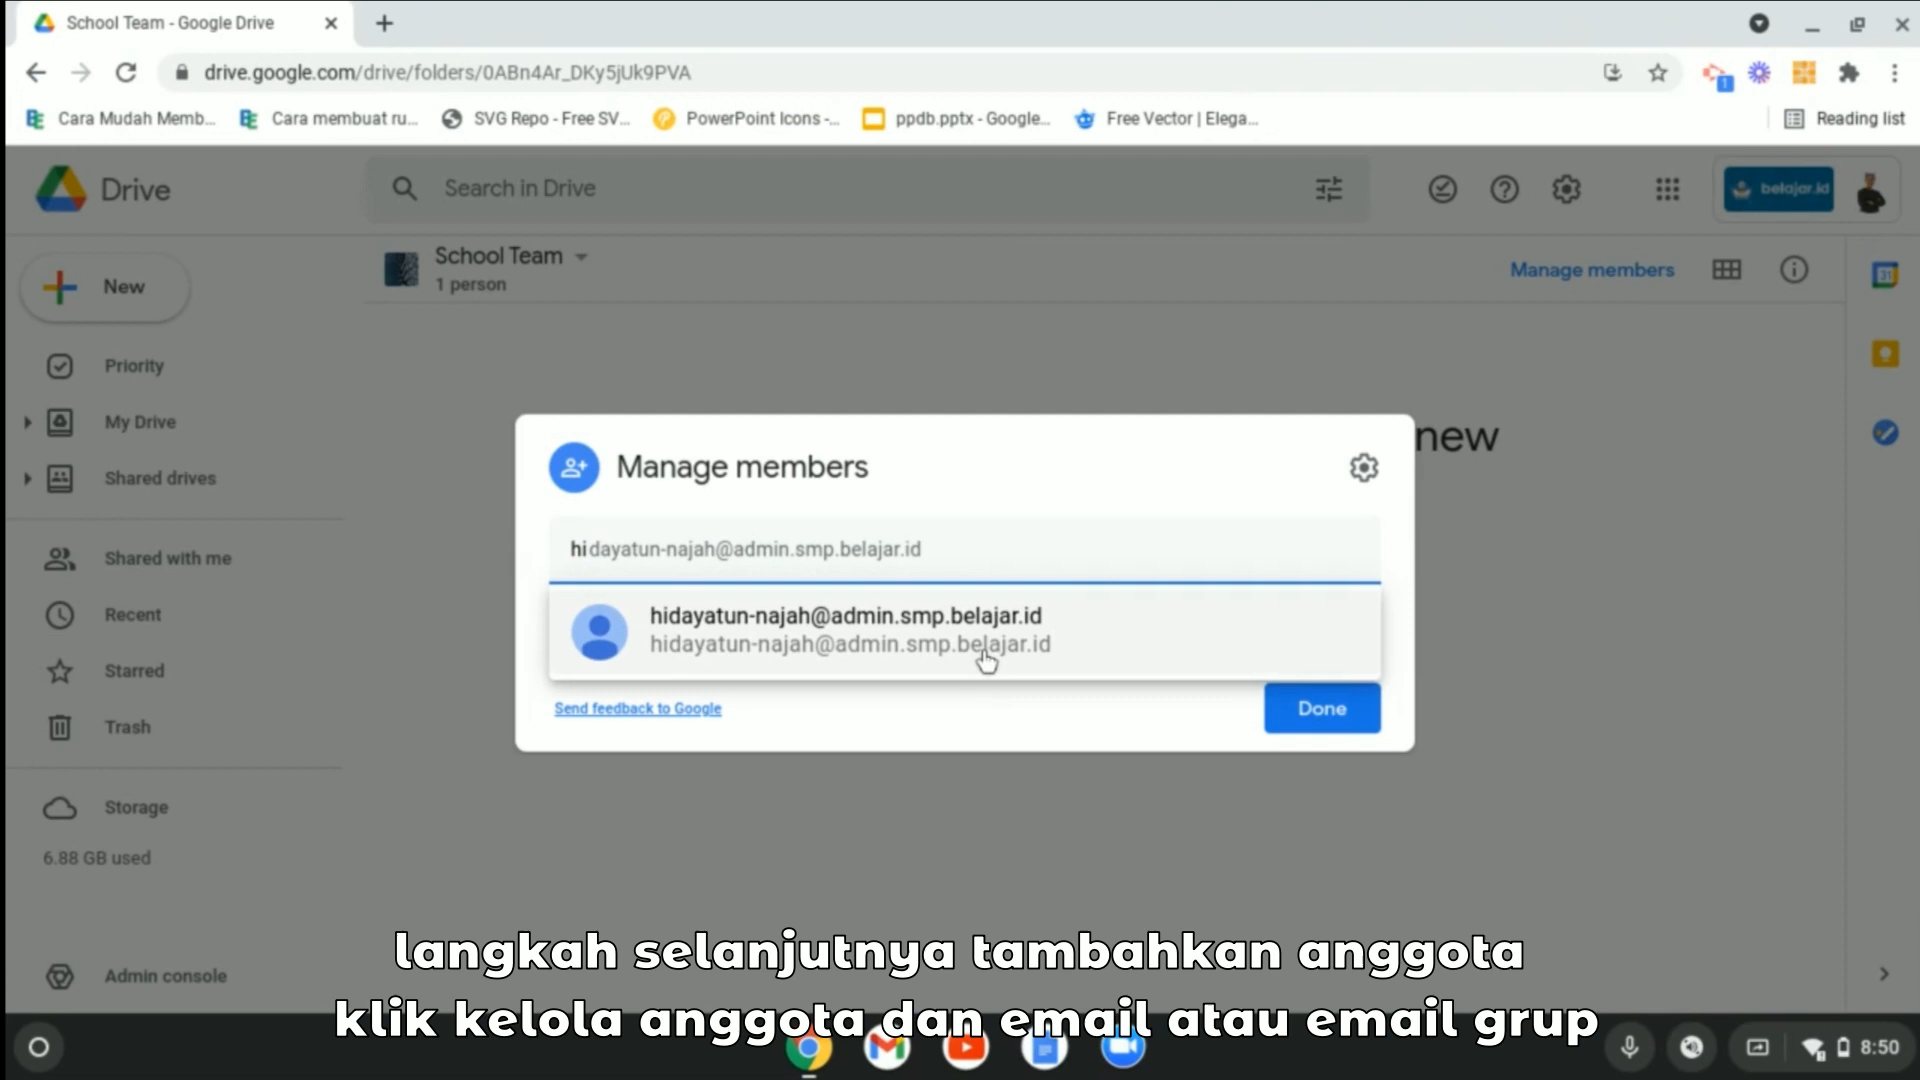 School Team - Google Drive
drive.google.com/drive/folders/0ABn4Ar_DKy5jUk9PVA
1
Cara Mudah Memb...
Cara membuat ru...
SVG Repo - Free SV...
PowerPoint Icons -...
ppdb.pptx - Google...
Free Vector | Elega...
Reading list
Drive
Search in Drive
belajar.id
New
School Team
1 person
Manage members
31
Priority
My Drive
Shared drives
Shared with me
Recent
Starred
Trash
Storage
6.88 GB used
Admin console
new
Manage members
hidayatun-najah@admin.smp.belajar.id
hidayatun-najah@admin.smp.belajar.id
hidayatun-najah@admin.smp.belajar.id
Send feedback to Google
Done
langkah selanjutnya tambahkan anggota
klik kelola anggota dan email atau email grup
8:50